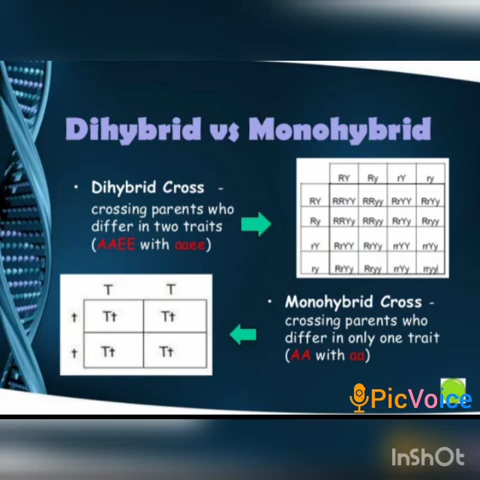 Dihybrid vs Monohybrid
• Dihybrid Cross -
crossing parents who
differ in two traits
(AAEE with aaee)
RY Ry rY ry
RY RRYY RRYy RrYY RrYy
Ry RRYy RRyy RrYy Rryy
rY RrYY RrYy rrYY rrYy
ry RrYy Rryy rrYy rryy
T T
t Tt Tt
t Tt Tt
• Monohybrid Cross -
crossing parents who
differ in only one trait
(AA with aa)
PicVoice
InShOt